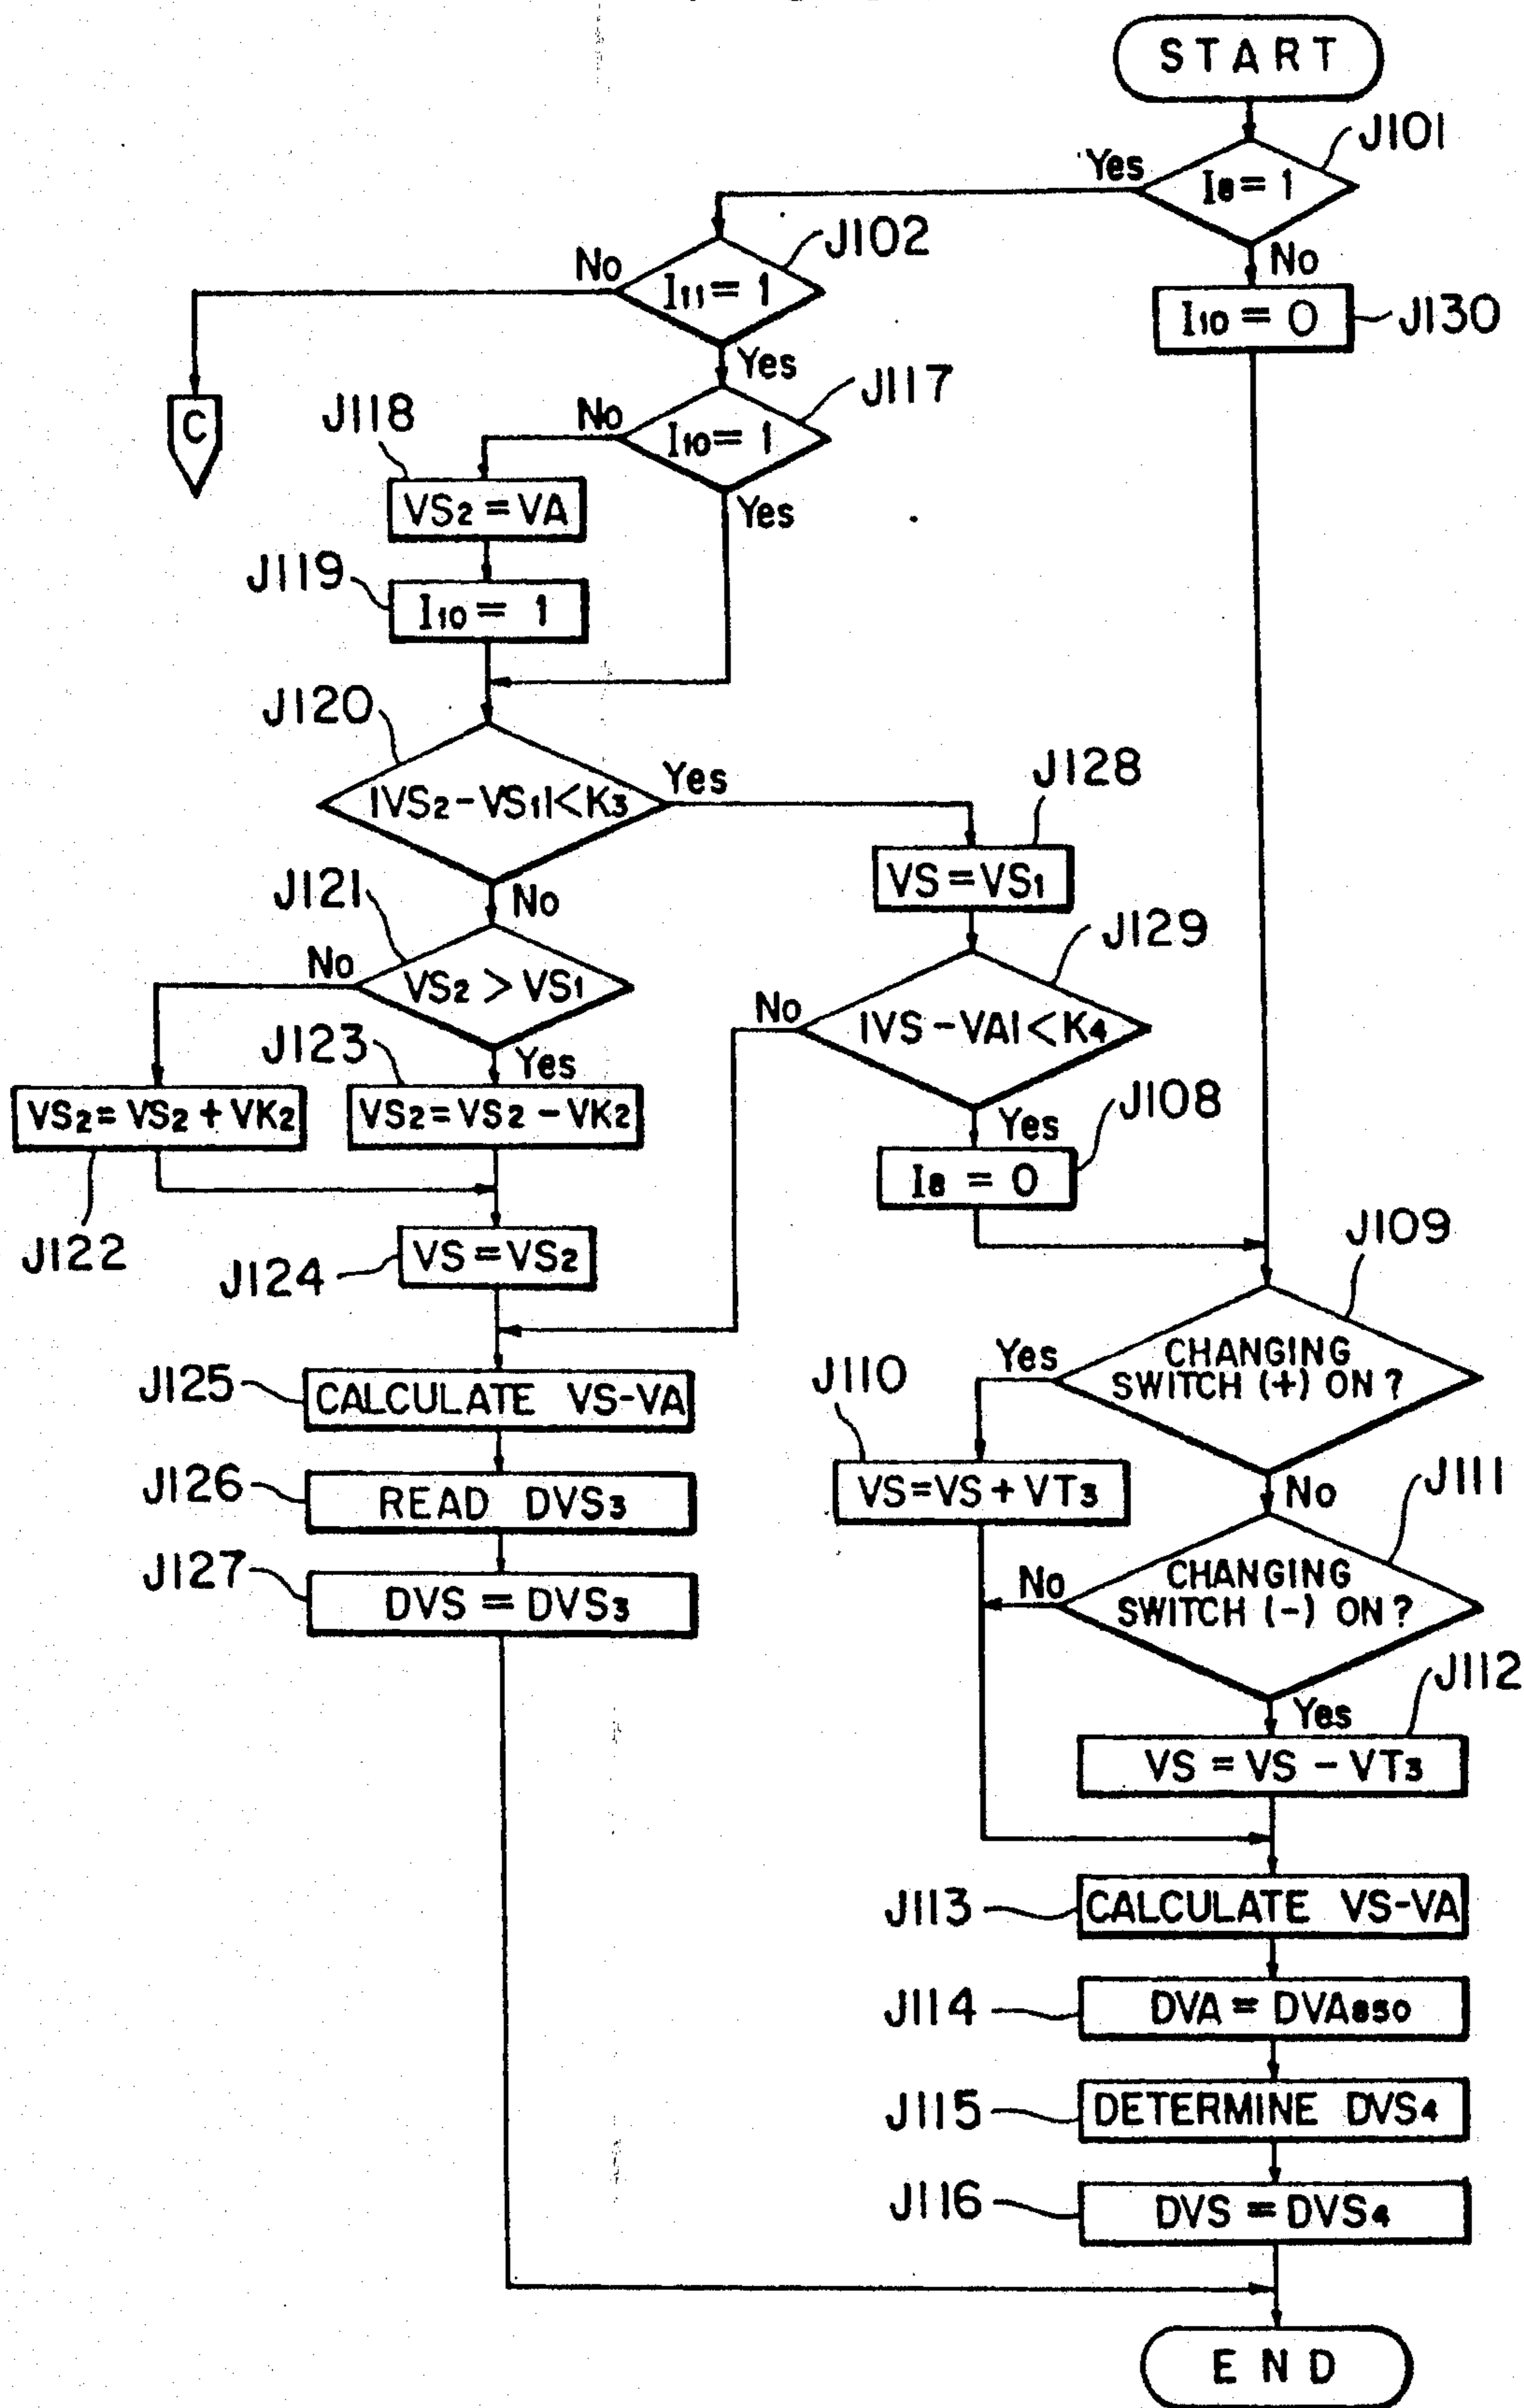 START
J101
Yes
I8 = 1
No
J102
No
I11 = 1
I10 = 0
J130
Yes
C
J118
No
J117
I10 = 1
VS2 = VA
Yes
J119
I10 = 1
J120
|VS2-VS1|<K3
Yes
J128
VS = VS1
J121
No
J129
No
VS2 > VS1
No
|VS-VA|<K4
J123
Yes
J108
VS2 = VS2 + VK2
VS2 = VS2 - VK2
Yes
I8 = 0
J122
J109
J124
VS = VS2
J125
CALCULATE VS-VA
J110
Yes
CHANGING
SWITCH (+) ON?
J126
READ DVS3
VS=VS+VT3
No
J111
J127
DVS = DVS3
No
CHANGING
SWITCH (-) ON?
J112
Yes
VS = VS - VT3
J113
CALCULATE VS-VA
J114
DVA = DVA850
J115
DETERMINE DVS4
J116
DVS = DVS4
END